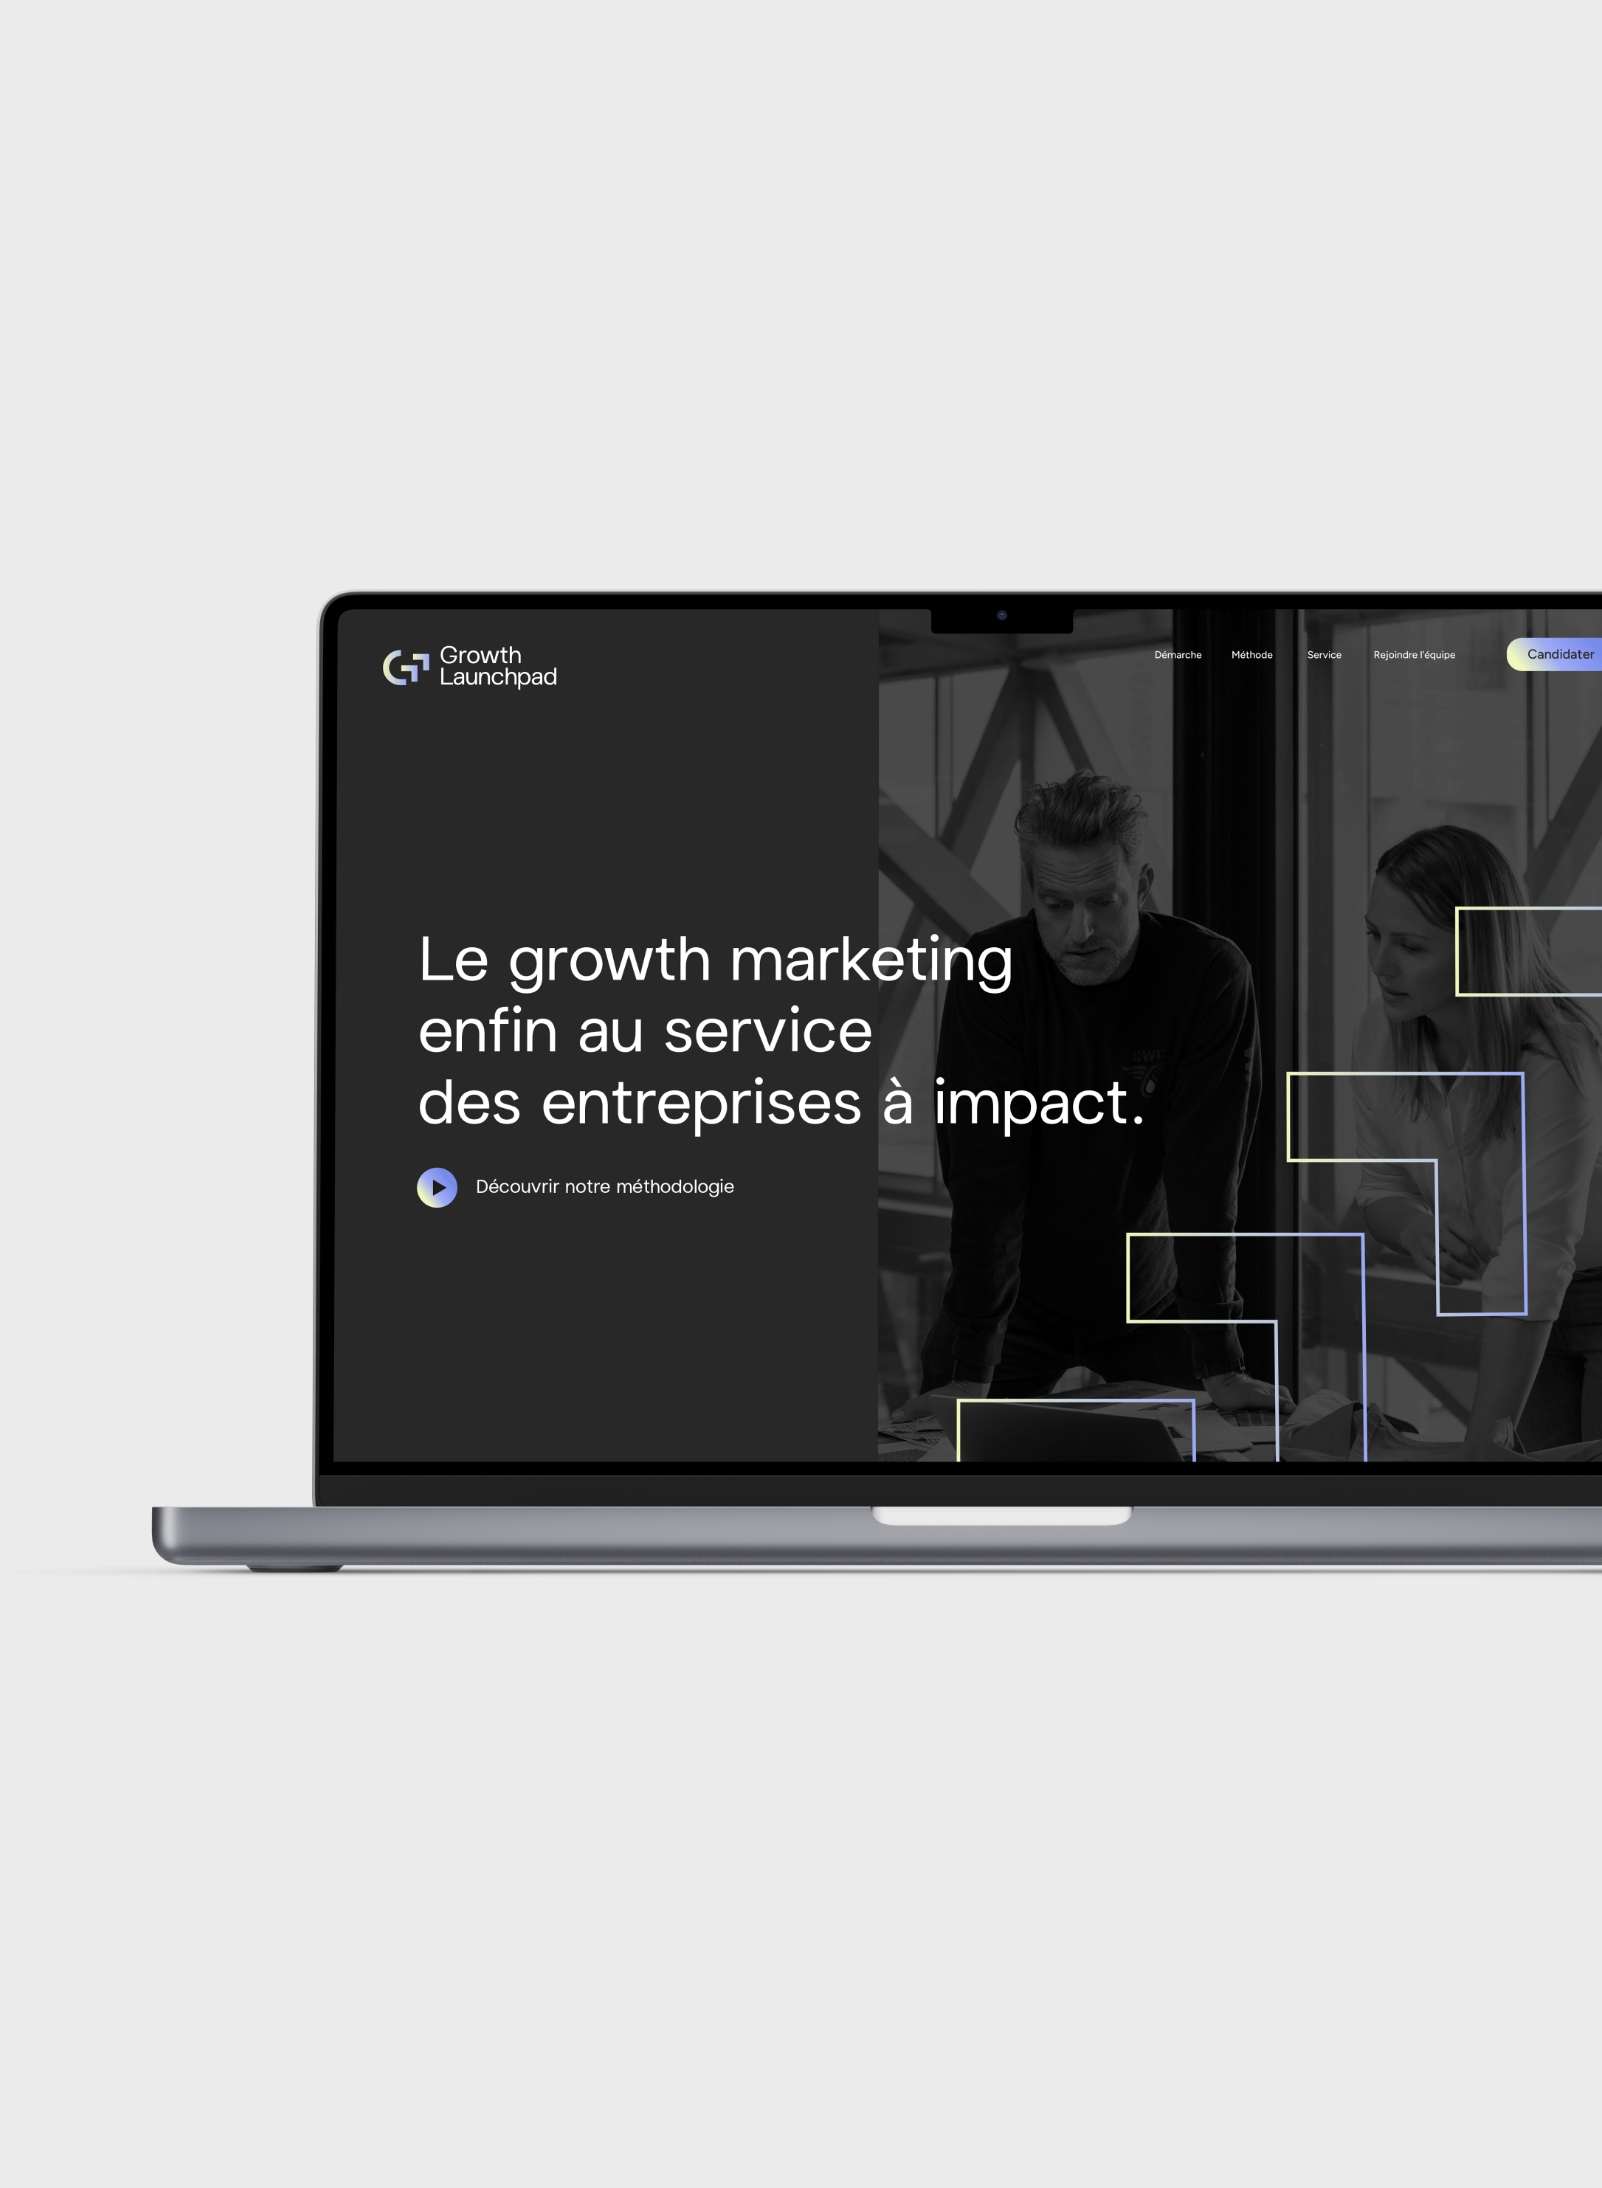 Growth
Launchpad
Démarche Méthode Service Rejoindre l'équipe Candidater
Le growth marketing
enfin au service
des entreprises à impact.
Découvrir notre méthodologie
CWC